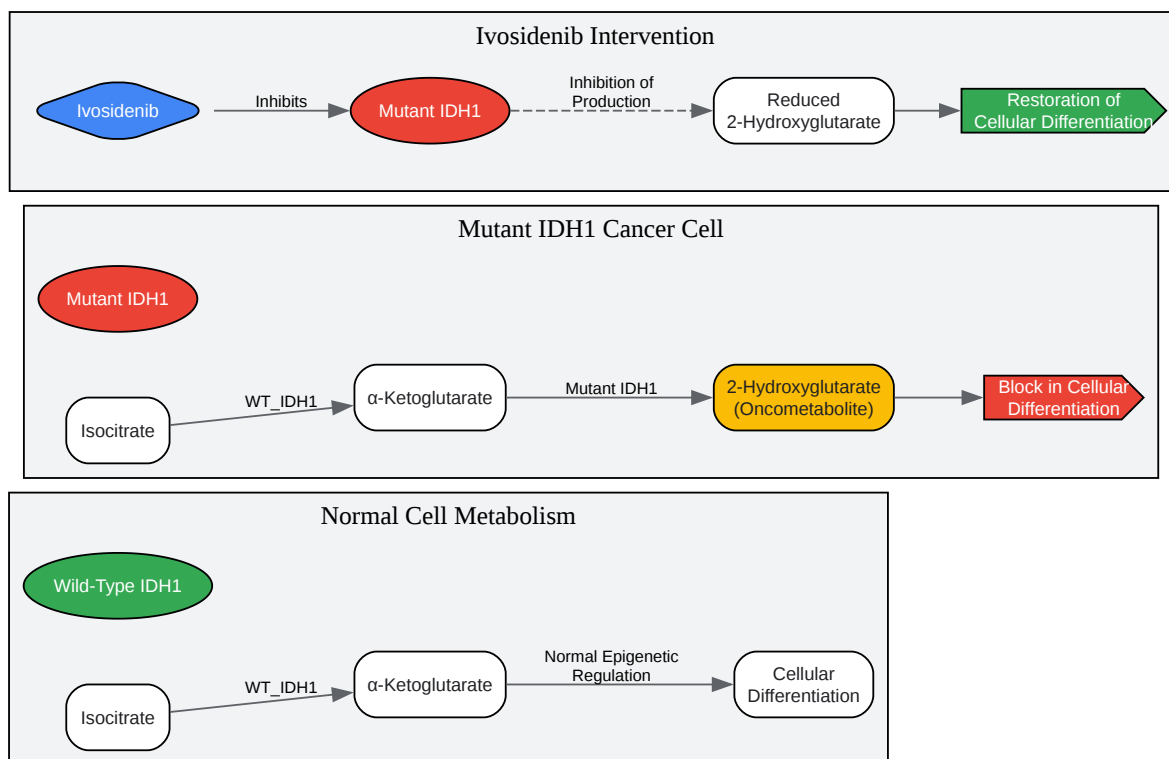 Ivosidenib Intervention
Ivosidenib
Inhibits
Mutant IDH1
Inhibition of
Production
Reduced
2-Hydroxyglutarate
Restoration of
Cellular Differentiation
Mutant IDH1 Cancer Cell
Mutant IDH1
Isocitrate
WT_IDH1
α-Ketoglutarate
Mutant IDH1
2-Hydroxyglutarate
(Oncometabolite)
Block in Cellular
Differentiation
Normal Cell Metabolism
Wild-Type IDH1
Isocitrate
WT_IDH1
α-Ketoglutarate
Normal Epigenetic
Regulation
Cellular
Differentiation